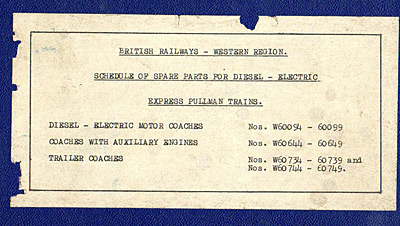 BRITISH RAILWAYS - WESTERN REGION.
SCHEDULE OF SPARE PARTS FOR DIESEL - ELECTRIC
EXPRESS PULLMAN TRAINS.
DIESEL - ELECTRIC MOTOR COACHES Nos. W60094 - 60099
COACHES WITH AUXILIARY ENGINES Nos. W60644 - 60649
TRAILER COACHES Nos. W60734 - 60739 and
Nos. W60744 - 60749.